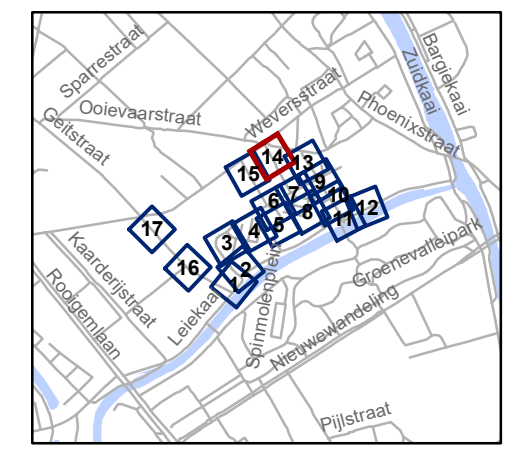 Sparrestraat
Bargiekaai
Zuidkaai
Ooievaarstraat
Weversstraat
Phoenixstraat
Geitstraat
14
13
15
9
7
10
6
12
8
11
5
17
4
3
16
2
1
Kaarderijstraat
Groenevalleipark
Rooigemlaan
Leiekaai
Spinmolenplein
Nieuwewandeling
Pijlstraat